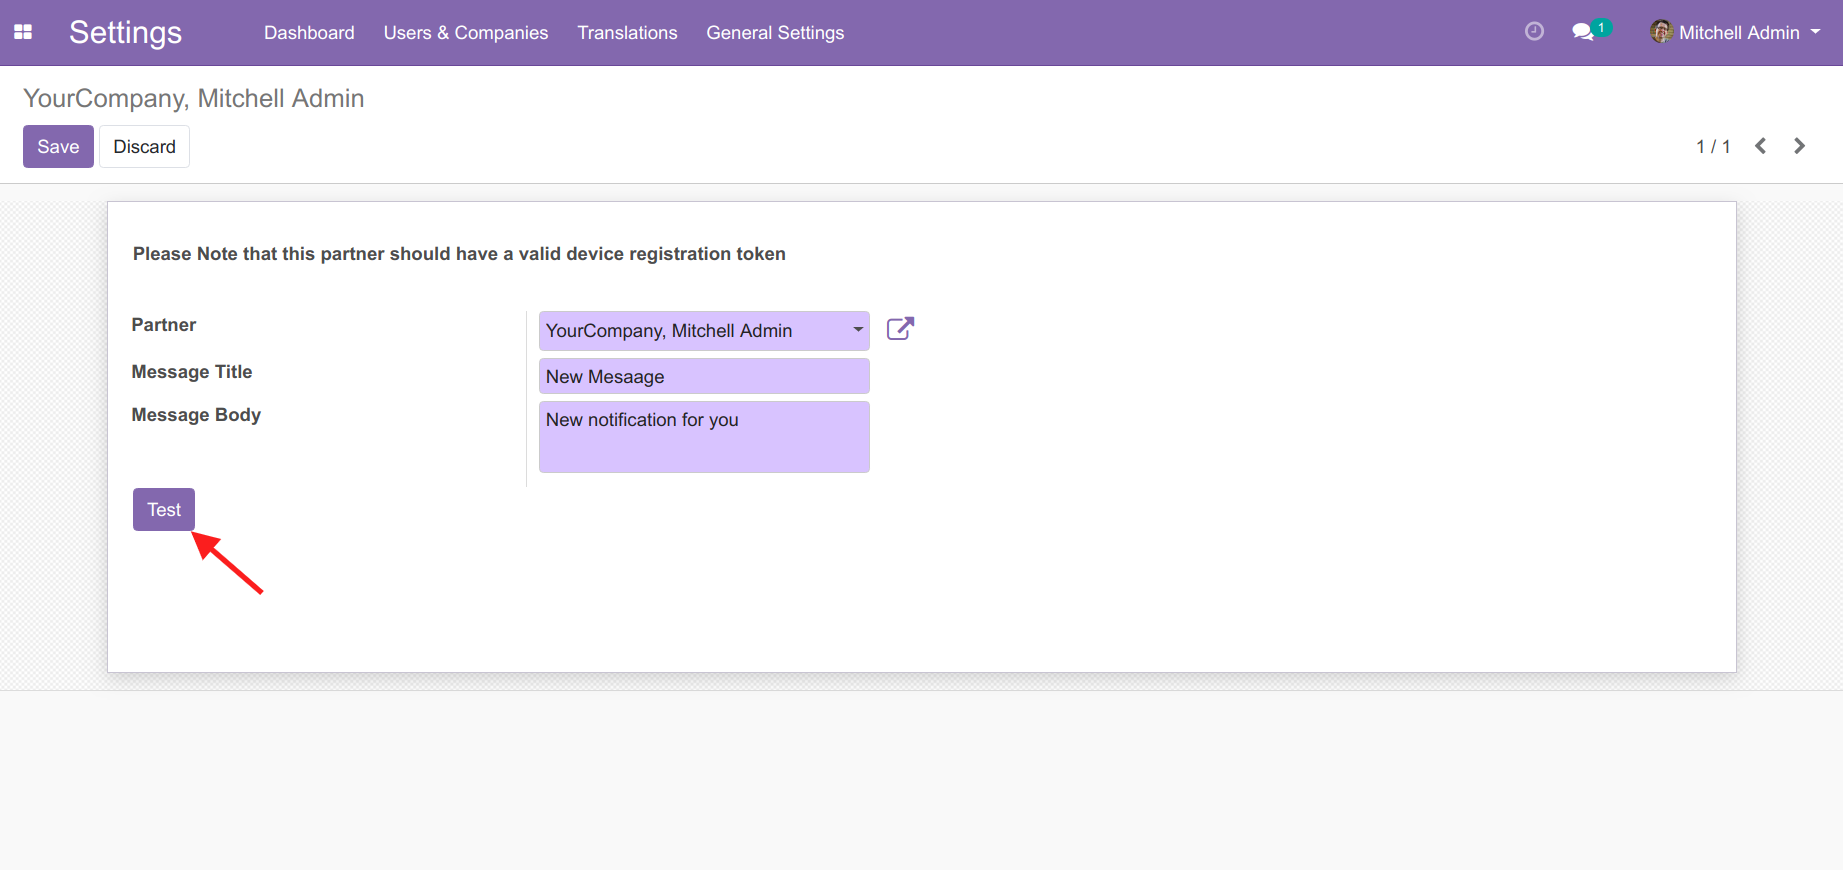 Settings Dashboard Users & Companies Translations General Settings 1 Mitchell Admin
YourCompany, Mitchell Admin
Save Discard 1 / 1
Please Note that this partner should have a valid device registration token
Partner YourCompany, Mitchell Admin
Message Title New Mesaage
Message Body New notification for you
Test